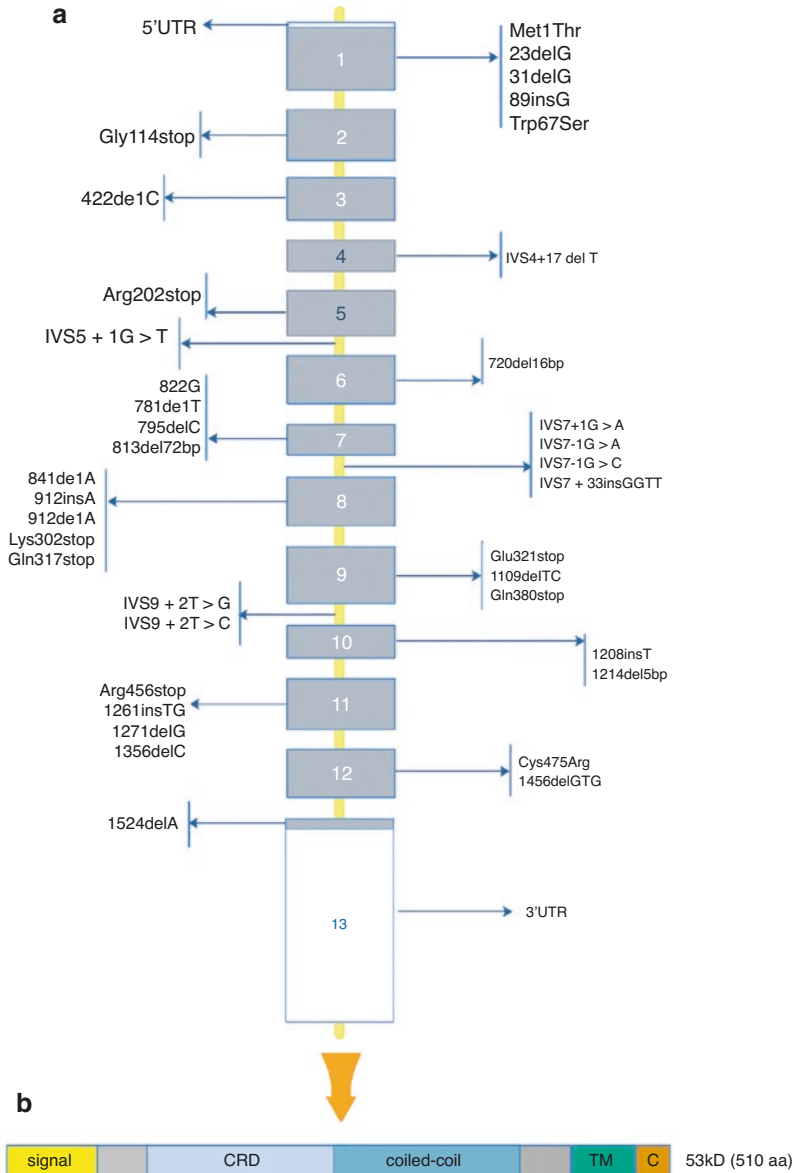 a
5'UTR
1
Met1Thr
23delG
31delG
89insG
Trp67Ser
2
Gly114stop
3
422de1C
4
IVS4+17 del T
Arg202stop
5
IVS5 + 1G > T
6
720del16bp
822G
781de1T
795delC
813del72bp
7
IVS7+1G > A
IVS7-1G > A
IVS7-1G > C
IVS7 + 33insGGTT
841de1A
912insA
912de1A
Lys302stop
Gln317stop
8
9
Glu321stop
1109delTC
Gln380stop
IVS9 + 2T > G
IVS9 + 2T > C
10
1208insT
1214del5bp
Arg456stop
1261insTG
1271delG
1356delC
11
12
Cys475Arg
1456delGTG
1524delA
13
3'UTR
b
signal CRD coiled-coil TM C 53kD (510 aa)